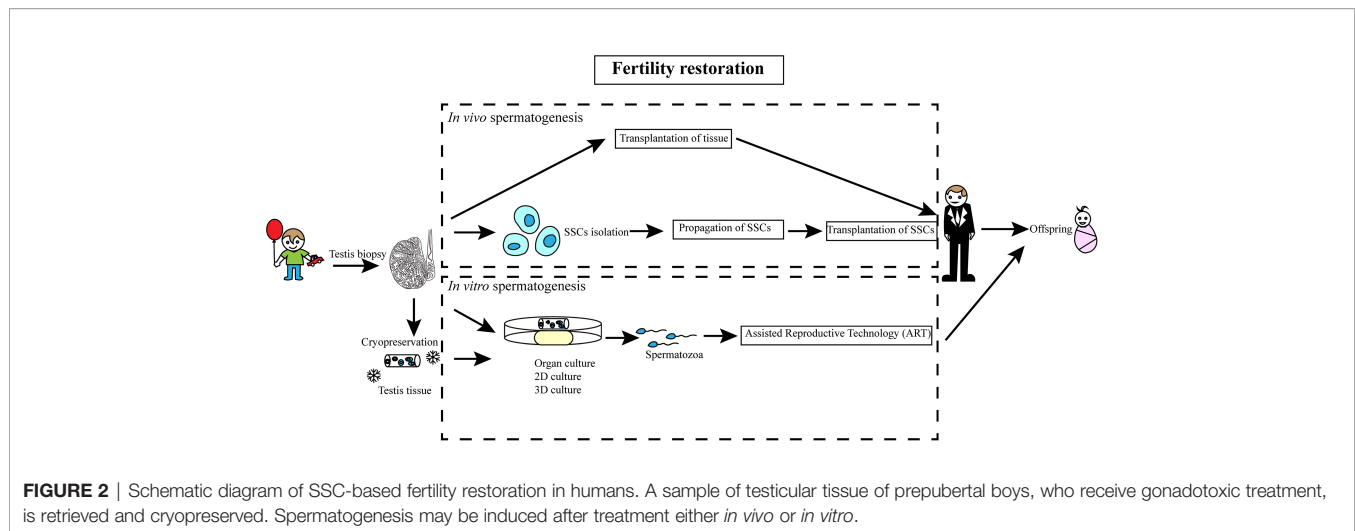 Fertility restoration
In vivo spermatogenesis
Transplantation of tissue
SSCs isolation
Propagation of SSCs
Transplantation of SSCs
Offspring
Testis biopsy
In vitro spermatogenesis
Cryopreservation
Testis tissue
Organ culture
2D culture
3D culture
Spermatozoa
Assisted Reproductive Technology (ART)
FIGURE 2 | Schematic diagram of SSC-based fertility restoration in humans. A sample of testicular tissue of prepubertal boys, who receive gonadotoxic treatment,
is retrieved and cryopreserved. Spermatogenesis may be induced after treatment either in vivo or in vitro.